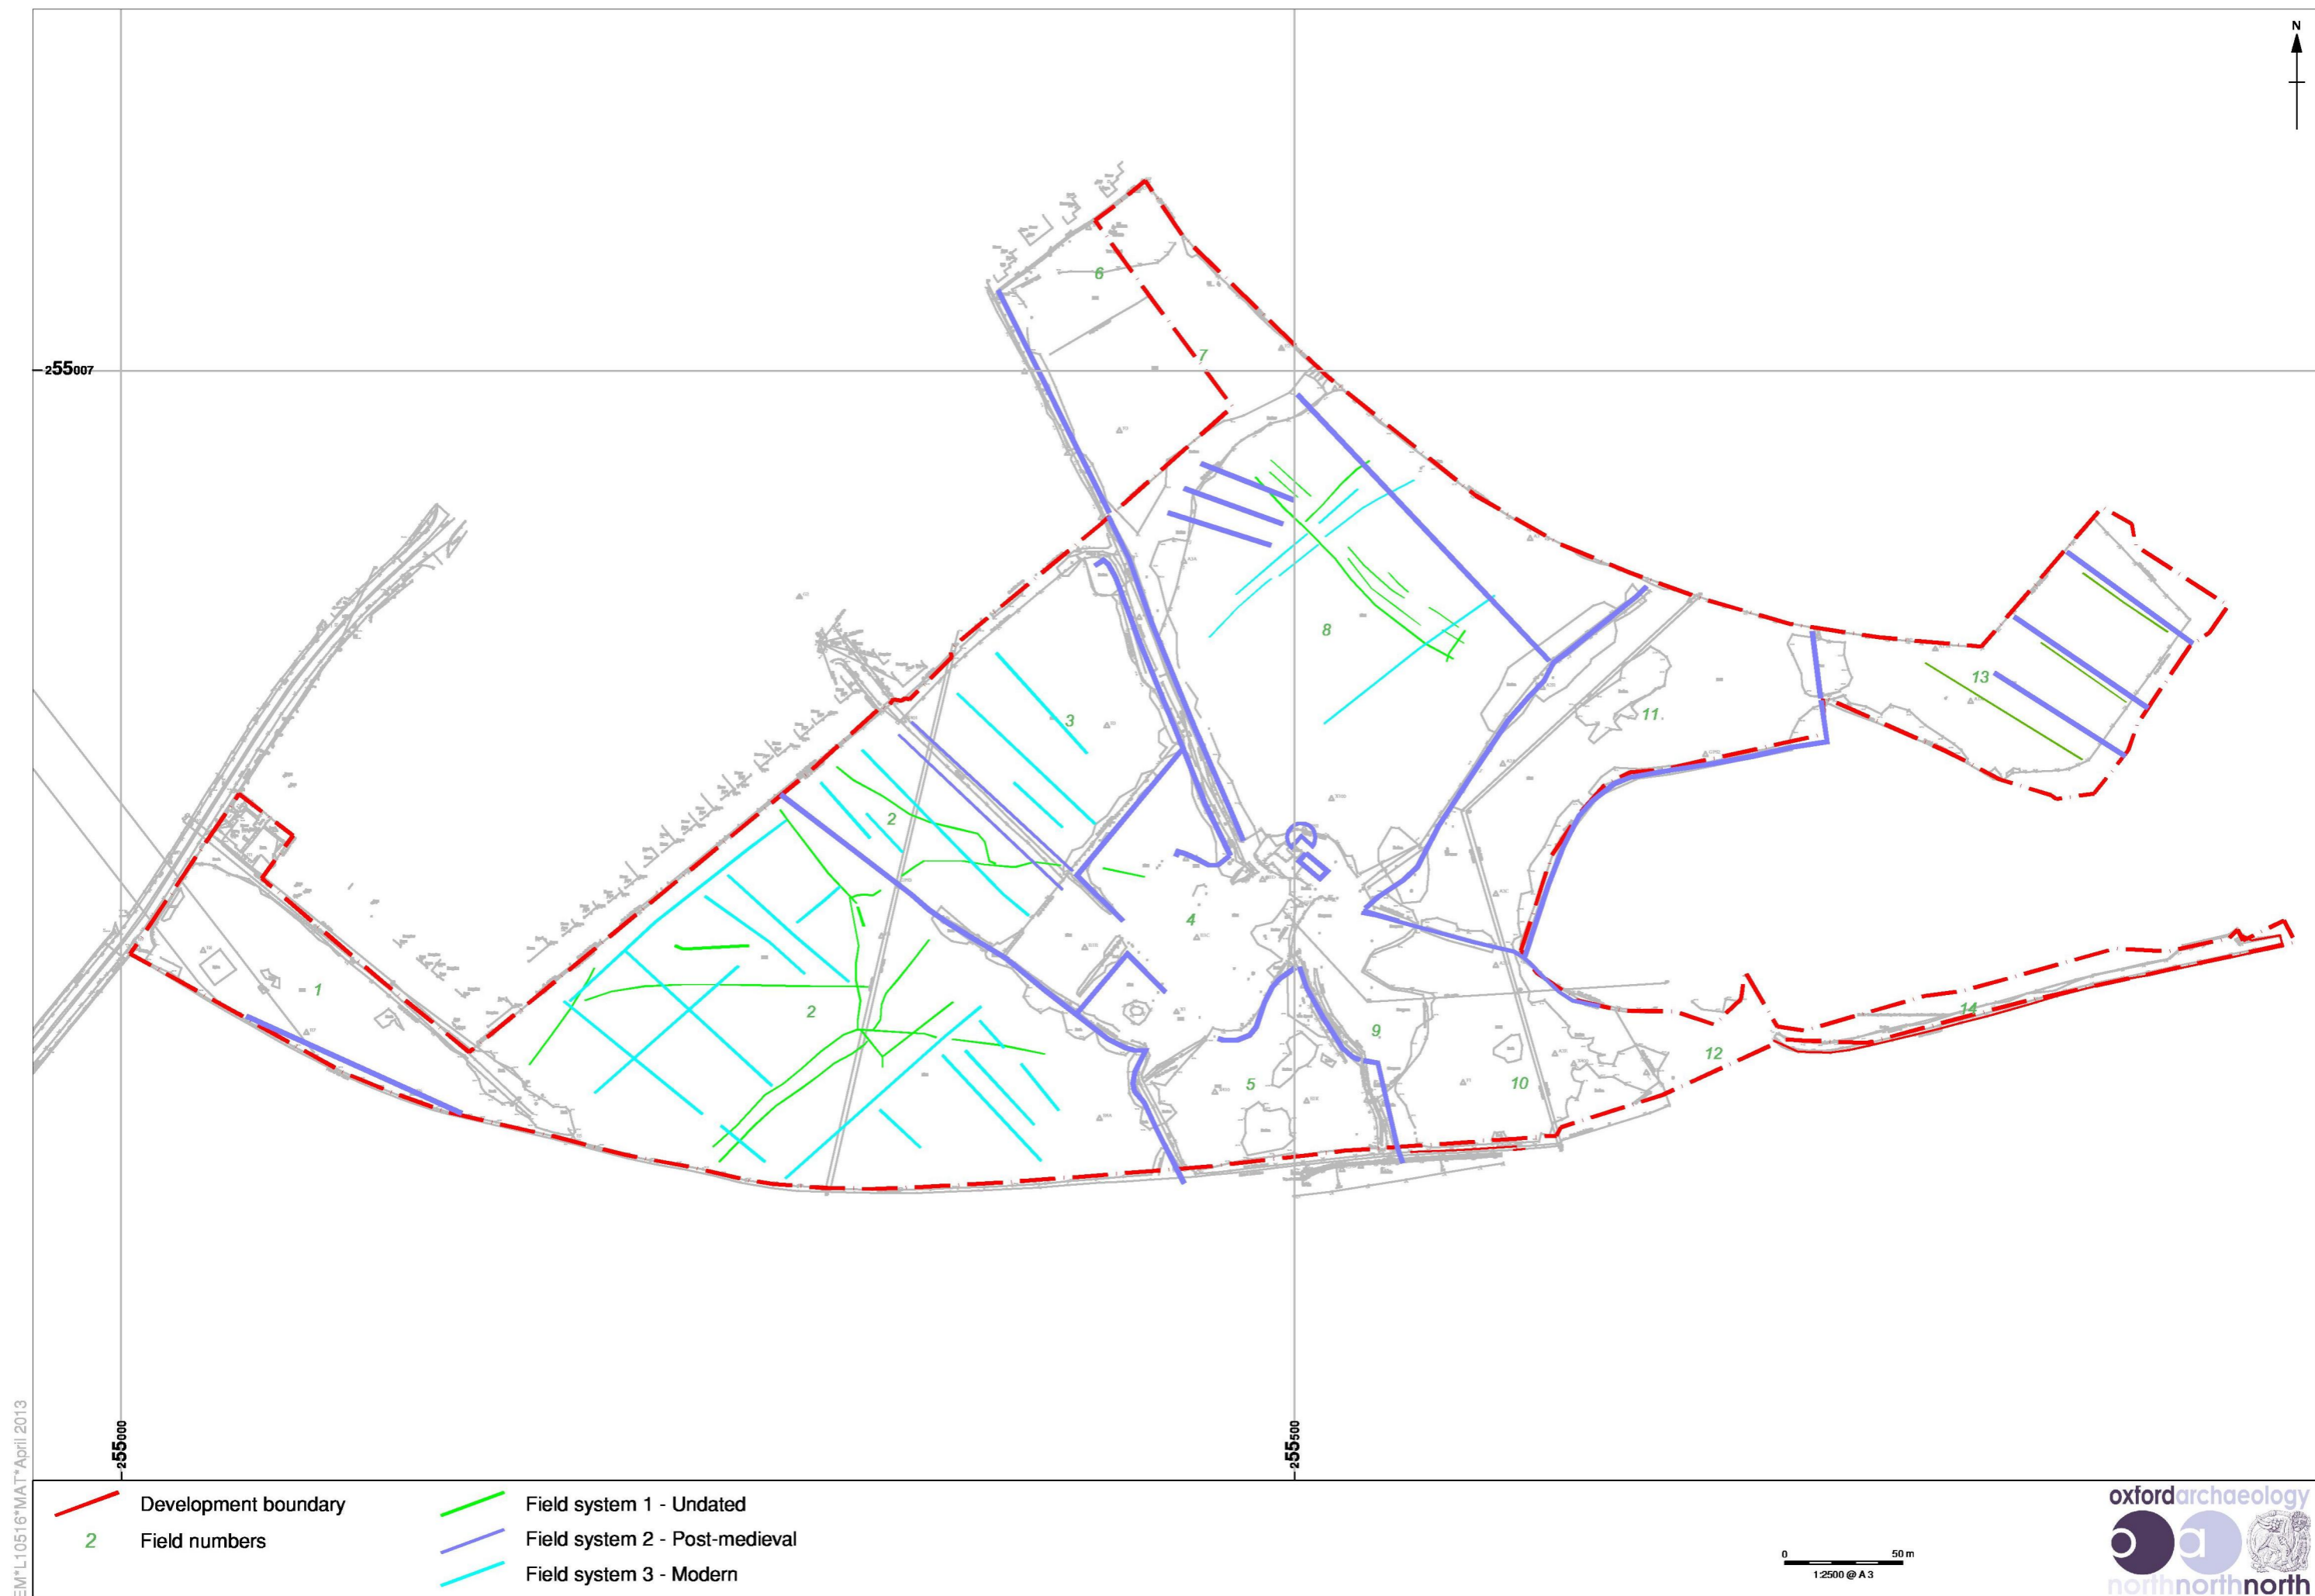 N
6
7
255007
8
3
11.
13
2
4
1
2
9
14
12
5
10
255000
255500
EM*L10516*MAT*April 2013
Development boundary
2 Field numbers
Field system 1 - Undated
Field system 2 - Post-medieval
Field system 3 - Modern
0 50 m
1:2500 @ A3
oxfordarchaeology
oa
northnorthnorth